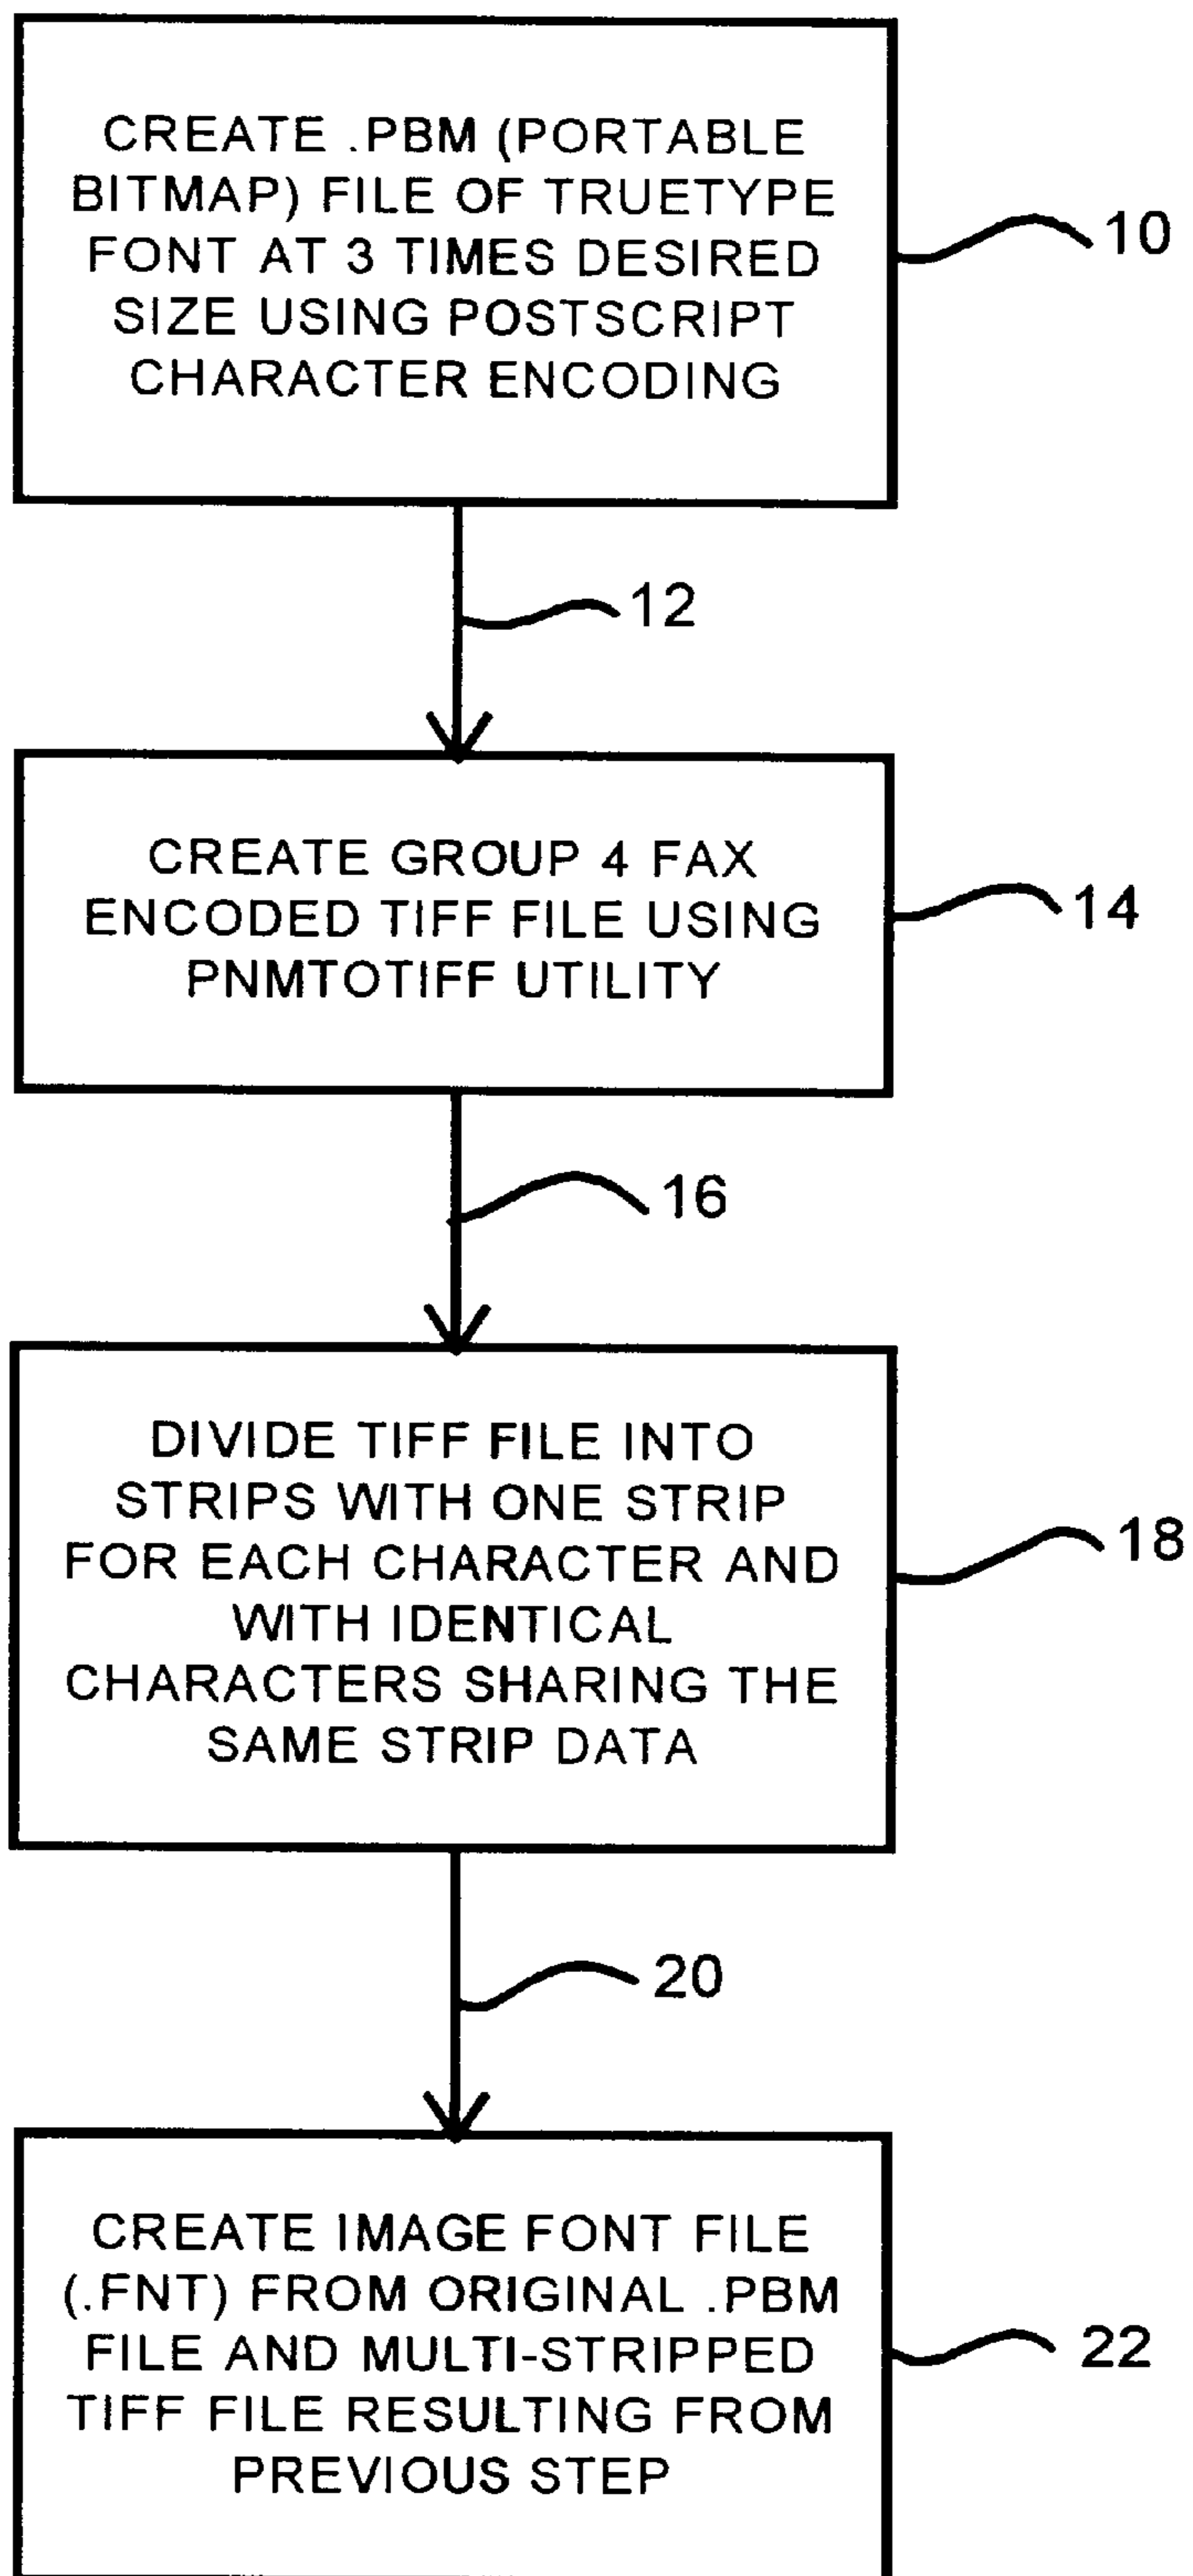 CREATE .PBM (PORTABLE
BITMAP) FILE OF TRUETYPE
FONT AT 3 TIMES DESIRED
SIZE USING POSTSCRIPT
CHARACTER ENCODING
10
12
CREATE GROUP 4 FAX
ENCODED TIFF FILE USING
PNMTOTIFF UTILITY
14
16
DIVIDE TIFF FILE INTO
STRIPS WITH ONE STRIP
FOR EACH CHARACTER AND
WITH IDENTICAL
CHARACTERS SHARING THE
SAME STRIP DATA
18
20
CREATE IMAGE FONT FILE
(.FNT) FROM ORIGINAL .PBM
FILE AND MULTI-STRIPPED
TIFF FILE RESULTING FROM
PREVIOUS STEP
22